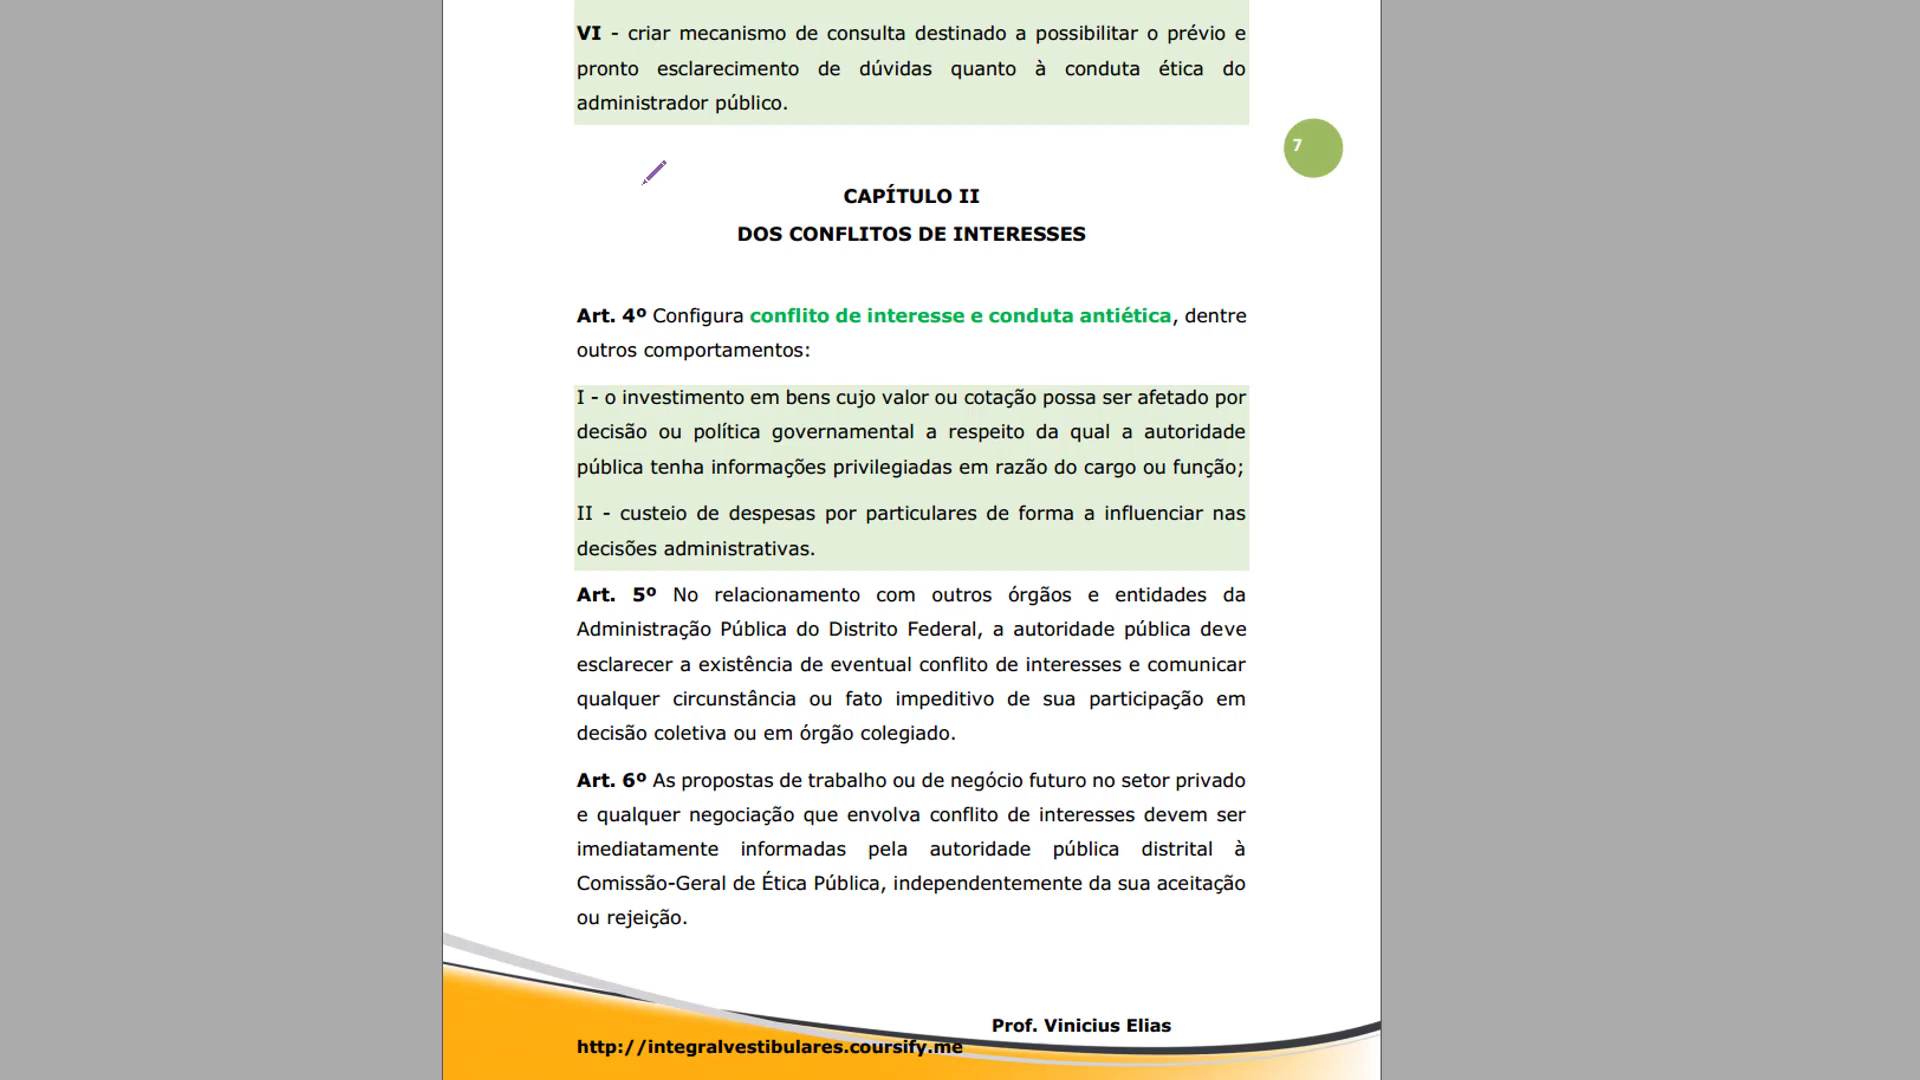 VI - criar mecanismo de consulta destinado a possibilitar o prévio e
pronto esclarecimento de dúvidas quanto à conduta ética do
administrador público.
7
CAPÍTULO II
DOS CONFLITOS DE INTERESSES
Art. 4º Configura conflito de interesse e conduta antiética, dentre
outros comportamentos:
I - o investimento em bens cujo valor ou cotação possa ser afetado por
decisão ou política governamental a respeito da qual a autoridade
pública tenha informações privilegiadas em razão do cargo ou função;
II - custeio de despesas por particulares de forma a influenciar nas
decisões administrativas.
Art. 5º No relacionamento com outros órgãos e entidades da
Administração Pública do Distrito Federal, a autoridade pública deve
esclarecer a existência de eventual conflito de interesses e comunicar
qualquer circunstância ou fato impeditivo de sua participação em
decisão coletiva ou em órgão colegiado.
Art. 6º As propostas de trabalho ou de negócio futuro no setor privado
e qualquer negociação que envolva conflito de interesses devem ser
imediatamente informadas pela autoridade pública distrital à
Comissão-Geral de Ética Pública, independentemente da sua aceitação
ou rejeição.
Prof. Vinicius Elias
http://integralvestibulares.coursify.me